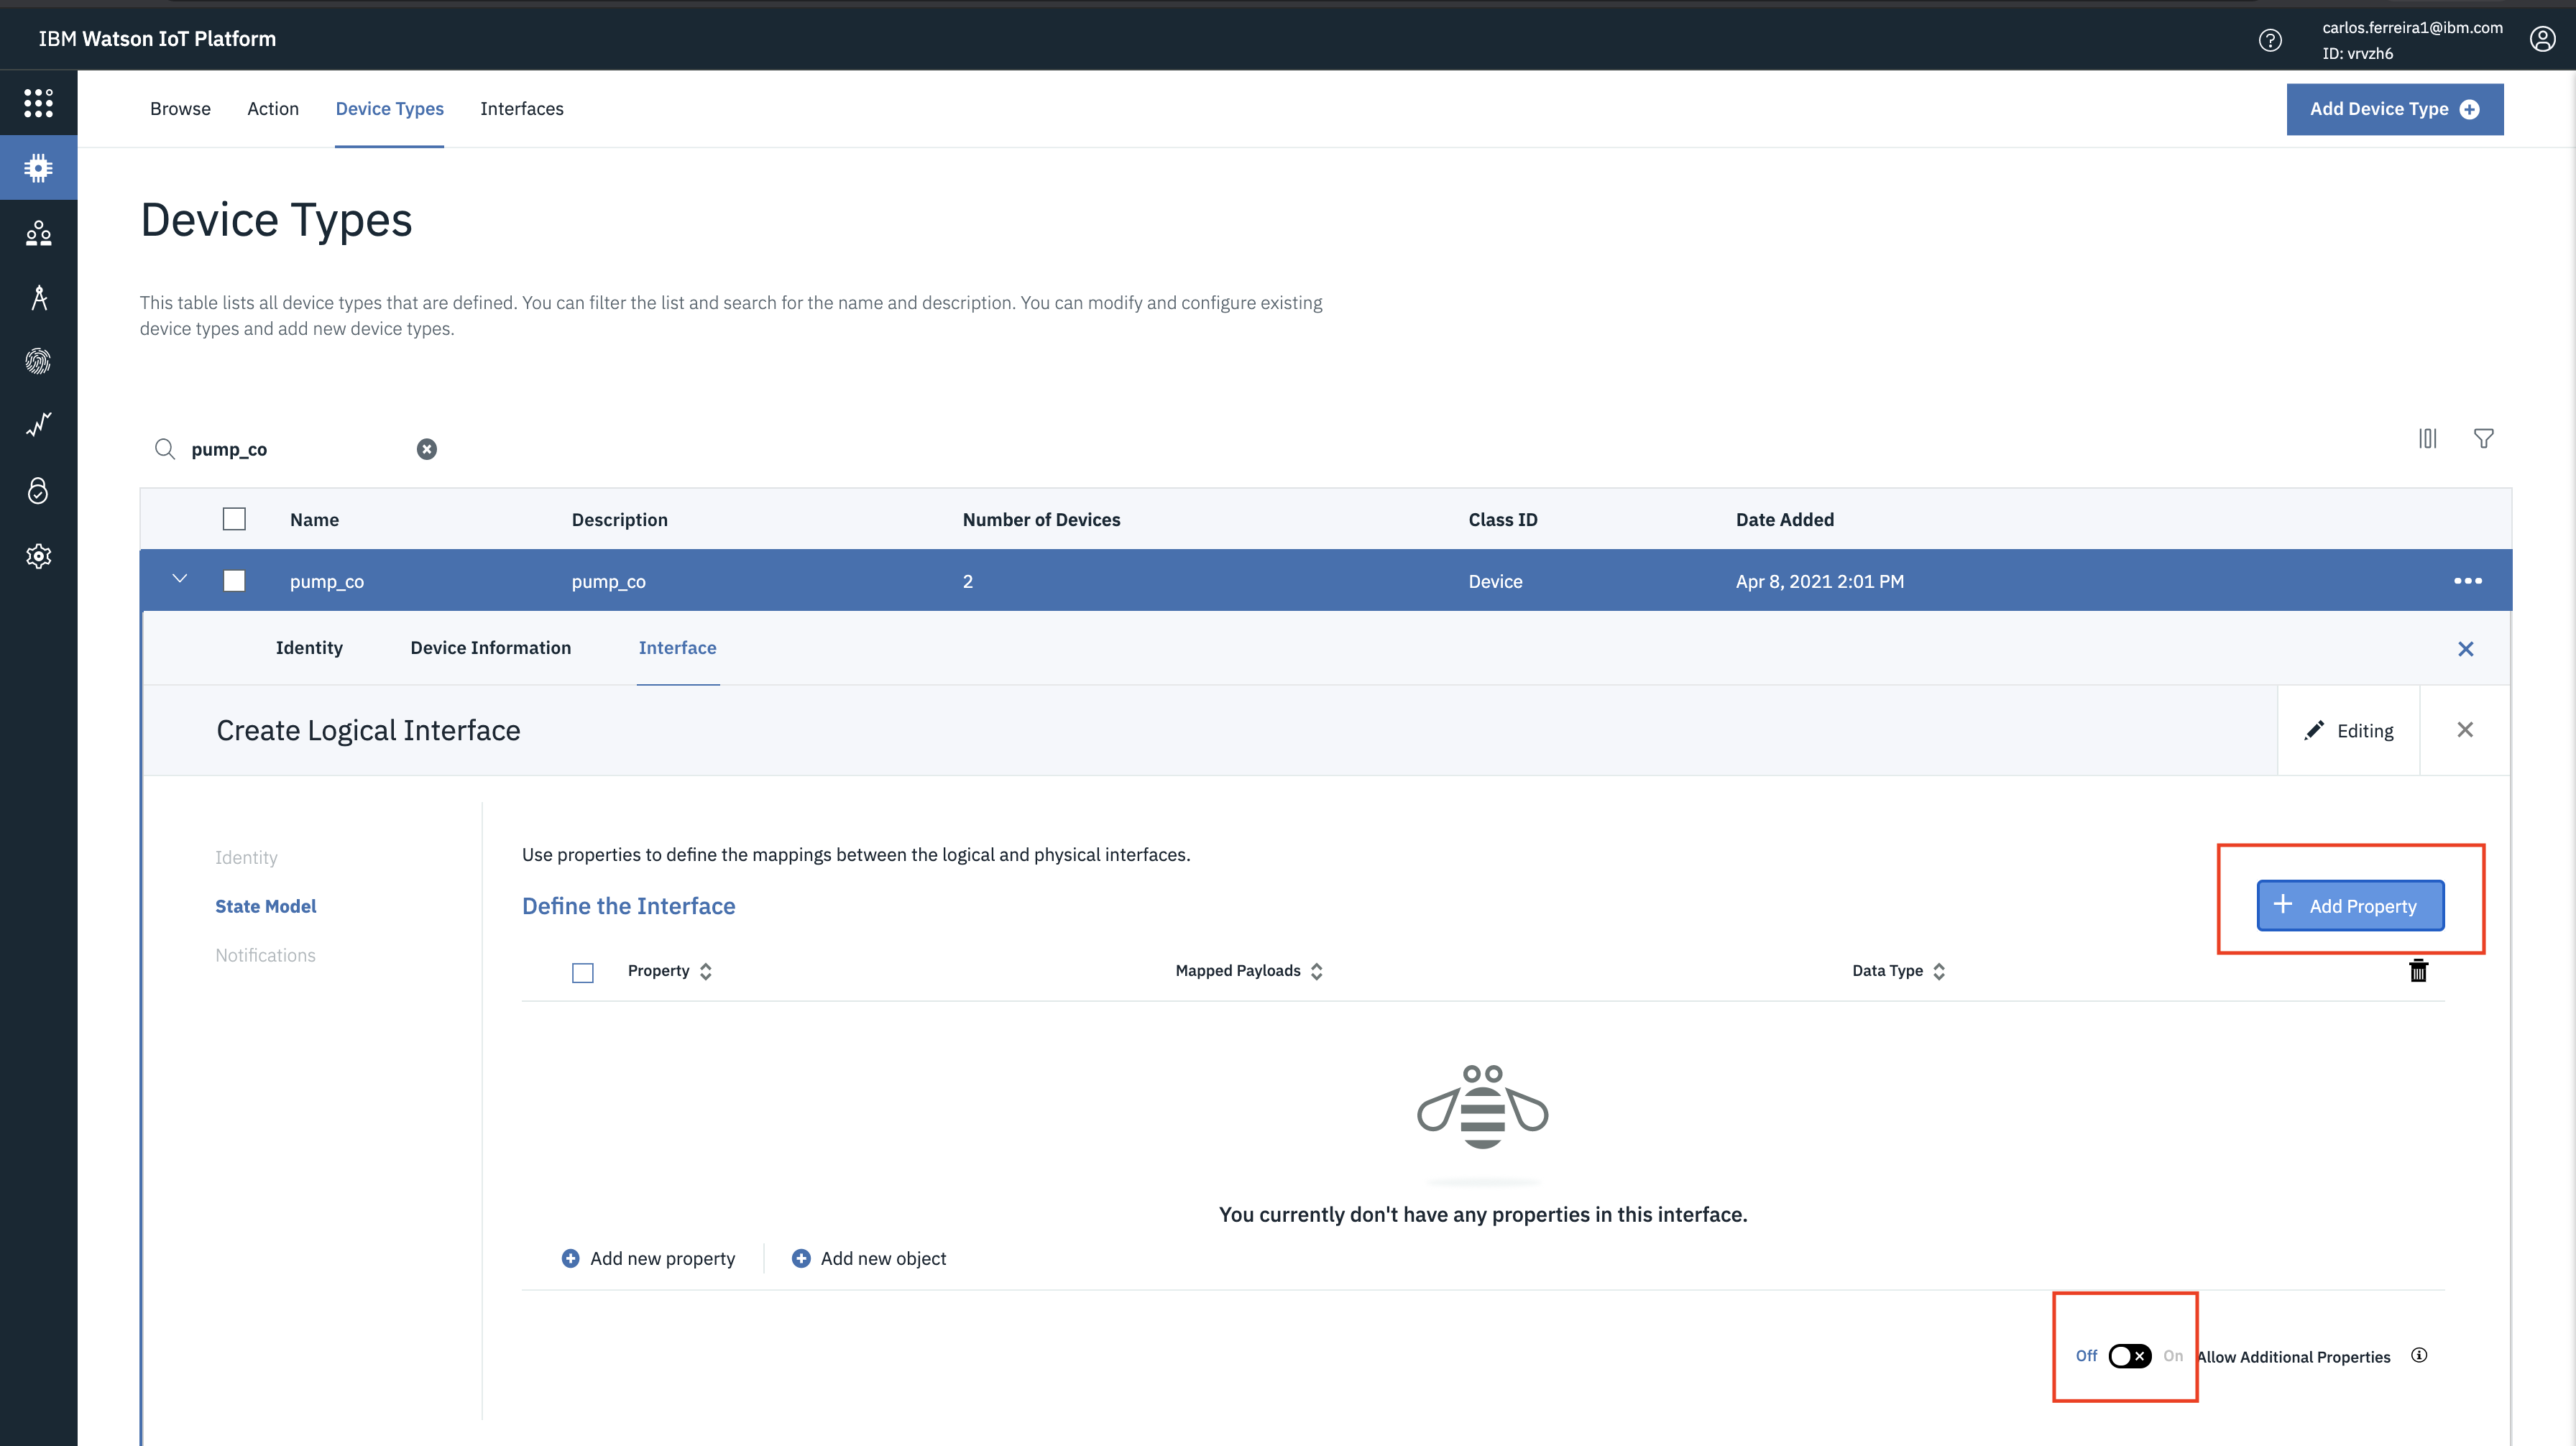 IBM Watson IoT Platform
carlos.ferreira1@ibm.com
ID: vrvzh6
Browse Action Device Types Interfaces
Add Device Type
Device Types
This table lists all device types that are defined. You can filter the list and search for the name and description. You can modify and configure existing
device types and add new device types.
pump_co
Name Description Number of Devices Class ID Date Added
pump_co pump_co 2 Device Apr 8, 2021 2:01 PM
Identity Device Information Interface
Create Logical Interface
Editing
Identity
State Model
Notifications
Use properties to define the mappings between the logical and physical interfaces.
Define the Interface
Add Property
Property Mapped Payloads Data Type
You currently don't have any properties in this interface.
Add new property Add new object
Off On Allow Additional Properties